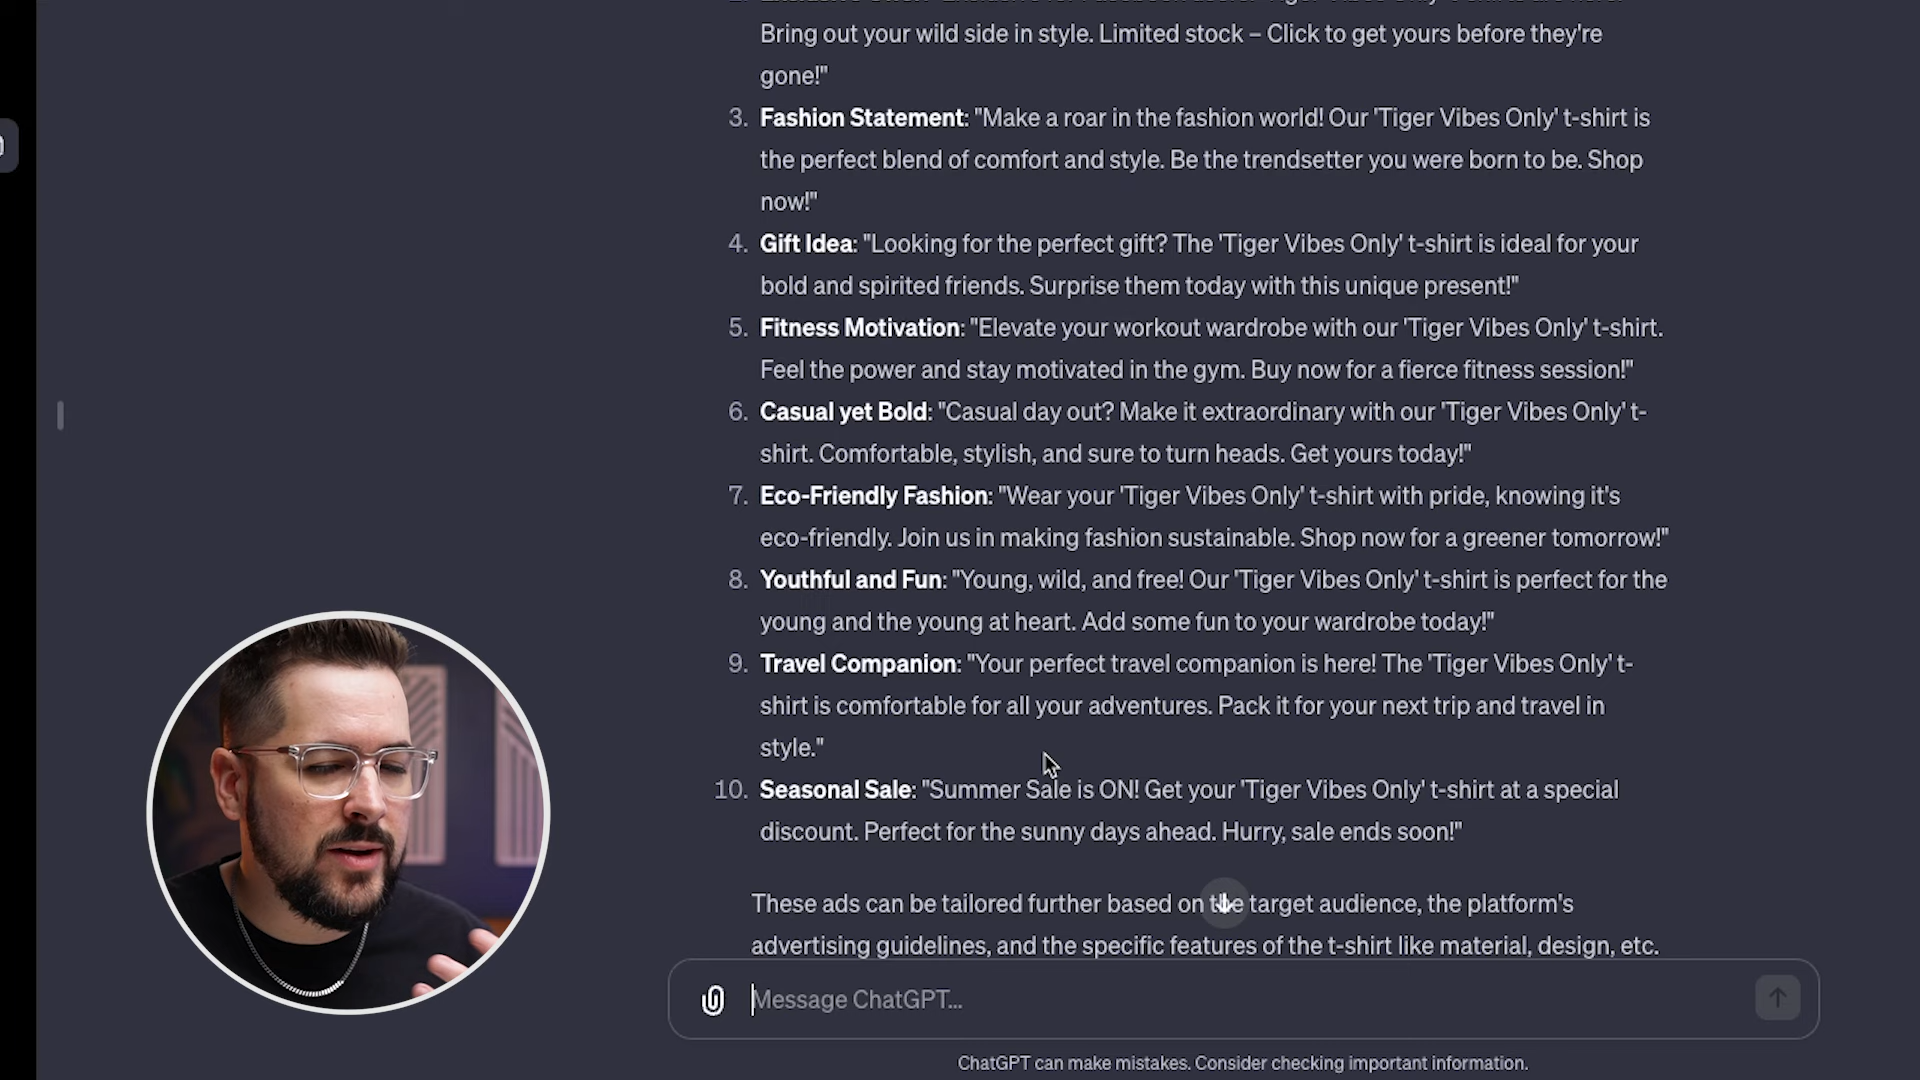 Bring out your wild side in style. Limited stock – Click to get yours before they're
gone!"
3. Fashion Statement: "Make a roar in the fashion world! Our 'Tiger Vibes Only' t-shirt is
the perfect blend of comfort and style. Be the trendsetter you were born to be. Shop
now!"
4. Gift Idea: "Looking for the perfect gift? The 'Tiger Vibes Only' t-shirt is ideal for your
bold and spirited friends. Surprise them today with this unique present!"
5. Fitness Motivation: "Elevate your workout wardrobe with our 'Tiger Vibes Only' t-shirt.
Feel the power and stay motivated in the gym. Buy now for a fierce fitness session!"
6. Casual yet Bold: "Casual day out? Make it extraordinary with our 'Tiger Vibes Only' t-
shirt. Comfortable, stylish, and sure to turn heads. Get yours today!"
7. Eco-Friendly Fashion: "Wear your 'Tiger Vibes Only' t-shirt with pride, knowing it's
eco-friendly. Join us in making fashion sustainable. Shop now for a greener tomorrow!"
8. Youthful and Fun: "Young, wild, and free! Our 'Tiger Vibes Only' t-shirt is perfect for the
young and the young at heart. Add some fun to your wardrobe today!"
9. Travel Companion: "Your perfect travel companion is here! The 'Tiger Vibes Only' t-
shirt is comfortable for all your adventures. Pack it for your next trip and travel in
style."
10. Seasonal Sale: "Summer Sale is ON! Get your 'Tiger Vibes Only' t-shirt at a special
discount. Perfect for the sunny days ahead. Hurry, sale ends soon!"
These ads can be tailored further based on the target audience, the platform's
advertising guidelines, and the specific features of the t-shirt like material, design, etc.
Message ChatGPT...
ChatGPT can make mistakes. Consider checking important information.